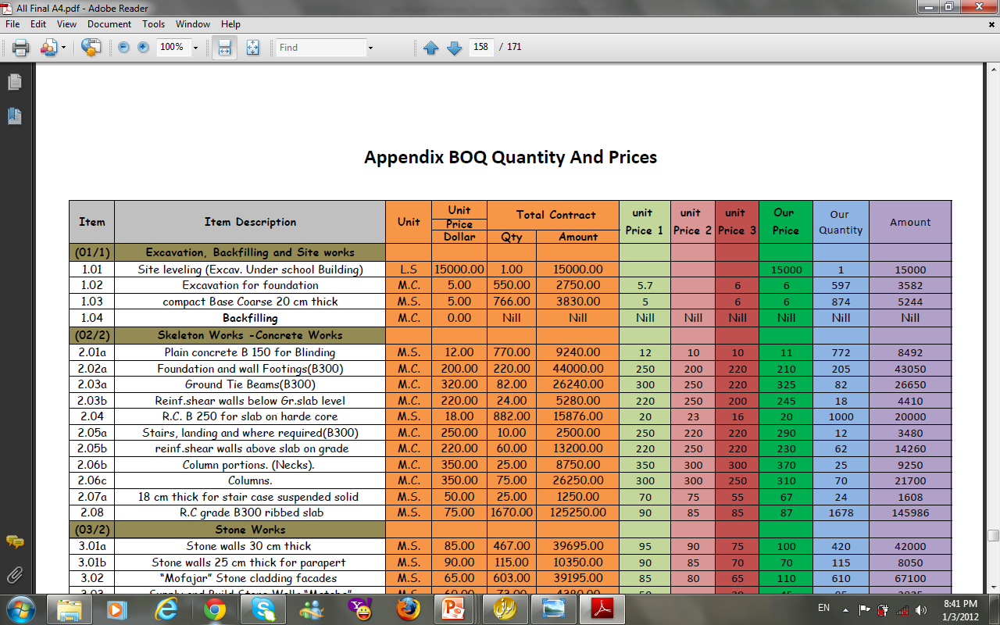 All Final A4.pdf - Adobe Reader
File Edit View Document Tools Window Help
100% Find 158 / 171
Appendix BOQ Quantity And Prices
Item Item Description Unit Unit Price Dollar Total Contract Qty Amount unit Price 1 unit Price 2 unit Price 3 Our Price Our Quantity Amount
(01/1) Excavation, Backfilling and Site works
1.01 Site leveling (Excav. Under school Building) L.S 15000.00 1.00 15000.00 15000 1 15000
1.02 Excavation for foundation M.C. 5.00 550.00 2750.00 5.7 6 6 597 3582
1.03 compact Base Coarse 20 cm thick M.S. 5.00 766.00 3830.00 5 6 6 874 5244
1.04 Backfilling M.C. 0.00 Nill Nill Nill Nill Nill Nill Nill Nill
(02/2) Skeleton Works -Concrete Works
2.01a Plain concrete B 150 for Blinding M.S. 12.00 770.00 9240.00 12 10 10 11 772 8492
2.02a Foundation and wall Footings(B300) M.C. 200.00 220.00 44000.00 250 200 220 210 205 43050
2.03a Ground Tie Beams(B300) M.C. 320.00 82.00 26240.00 300 250 220 325 82 26650
2.03b Reinf.shear walls below Gr.slab level M.C. 220.00 24.00 5280.00 220 250 200 245 18 4410
2.04 R.C. B 250 for slab on harde core M.S. 18.00 882.00 15876.00 20 23 16 20 1000 20000
2.05a Stairs, landing and where required(B300) M.C. 250.00 10.00 2500.00 250 220 220 290 12 3480
2.05b reinf.shear walls above slab on grade M.C. 220.00 60.00 13200.00 220 250 220 230 62 14260
2.06b Column portions. (Necks). M.C. 350.00 25.00 8750.00 350 300 300 370 25 9250
2.06c Columns. M.C. 350.00 75.00 26250.00 300 300 250 310 70 21700
2.07a 18 cm thick for stair case suspended solid M.S. 50.00 25.00 1250.00 70 75 55 67 24 1608
2.08 R.C grade B300 ribbed slab M.S. 75.00 1670.00 125250.00 90 85 85 87 1678 145986
(03/2) Stone Works
3.01a Stone walls 30 cm thick M.S. 85.00 467.00 39695.00 95 90 75 100 420 42000
3.01b Stone walls 25 cm thick for parapert M.S. 90.00 115.00 10350.00 90 85 70 70 115 8050
3.02 “Mofajar” Stone cladding facades M.S. 65.00 603.00 39195.00 85 80 65 110 610 67100
EN 8:41 PM
1/3/2012